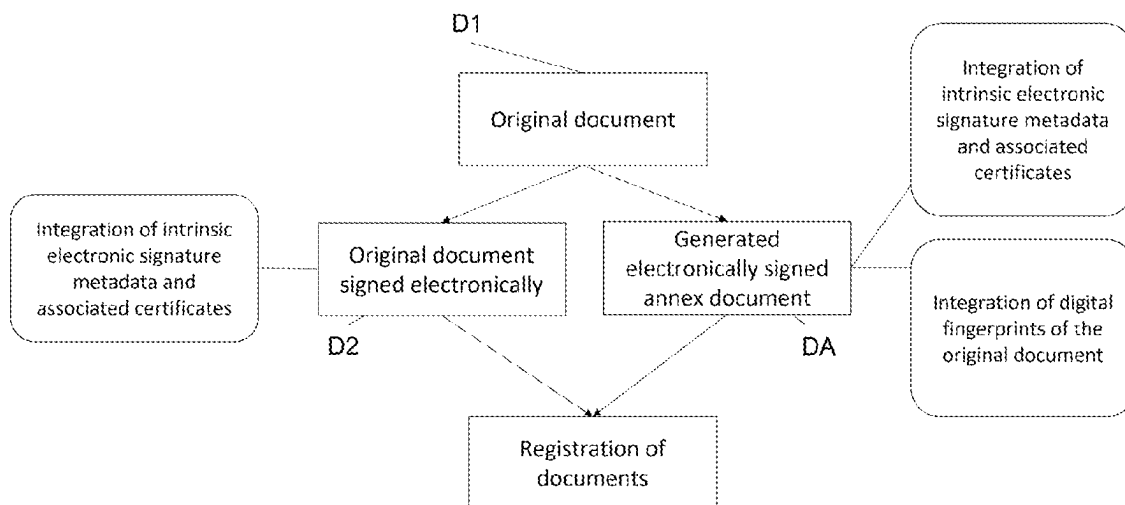 D1
Original document
Integration of
intrinsic electronic
signature metadata
and associated
certificates
Integration of intrinsic
electronic signature
metadata and
associated certificates
Original document
signed electronically
Generated
electronically signed
annex document
Integration of digital
fingerprints of the
original document
D2
DA
Registration of
documents